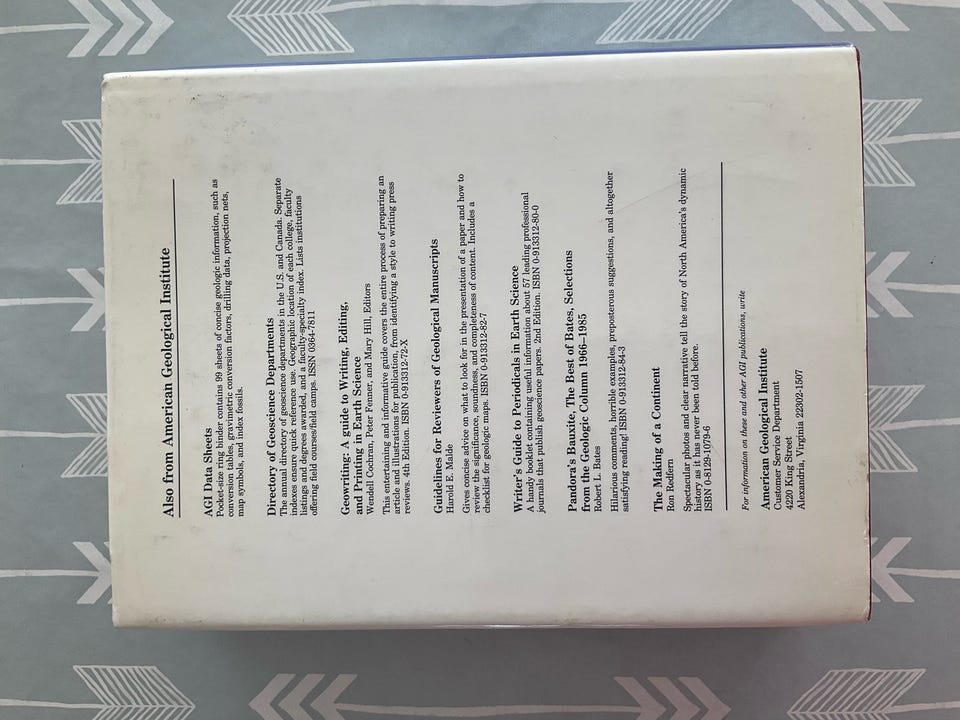 Also from American Geological Institute
AGI Data Sheets
Pocket-size ring binder contains 99 sheets of concise geologic information, such as
conversion tables, gravimetric conversion factors, drilling data, projection nets,
map symbols, and index fossils.
Directory of Geoscience Departments
The annual directory of geoscience departments in the U.S. and Canada. Separate
indexes ensure quick reference use. Geographic location of each college, faculty
listings and degrees awarded, and a faculty-specialty index. Lists institutions
offering field courses/field camps. ISSN 0364-7811
Geowriting: A guide to Writing, Editing,
and Printing in Earth Science
Wendell Cochran, Peter Fenner, and Mary Hill, Editors
This entertaining and informative guide covers the entire process of preparing an
article and illustrations for publication, from identifying a style to writing press
reviews. 4th Edition. ISBN 0-913312-72-X
Guidelines for Reviewers of Geological Manuscripts
Harold E. Malde
Gives concise advice on what to look for in the presentation of a paper and how to
review the significance, soundness, and completeness of content. Includes a
checklist for geologic maps. ISBN 0-913312-82-7
Writer's Guide to Periodicals in Earth Science
A handy booklet containing useful information about 57 leading professional
journals that publish geoscience papers. 2nd Edition. ISBN 0-913312-80-0
Pandora's Bauxite, The Best of Bates, Selections
from the Geologic Column 1966–1985
Robert L. Bates
Hilarious comments, horrible examples, preposterous suggestions, and altogether
satisfying reading! ISBN 0-913312-84-3
The Making of a Continent
Ron Redfern
Spectacular photos and clear narrative tell the story of North America's dynamic
history as it has never been told before.
ISBN 0-8129-1079-6
For information on these and other AGI publications, write
American Geological Institute
Customer Service Department
4220 King Street
Alexandria, Virginia 22302-1507